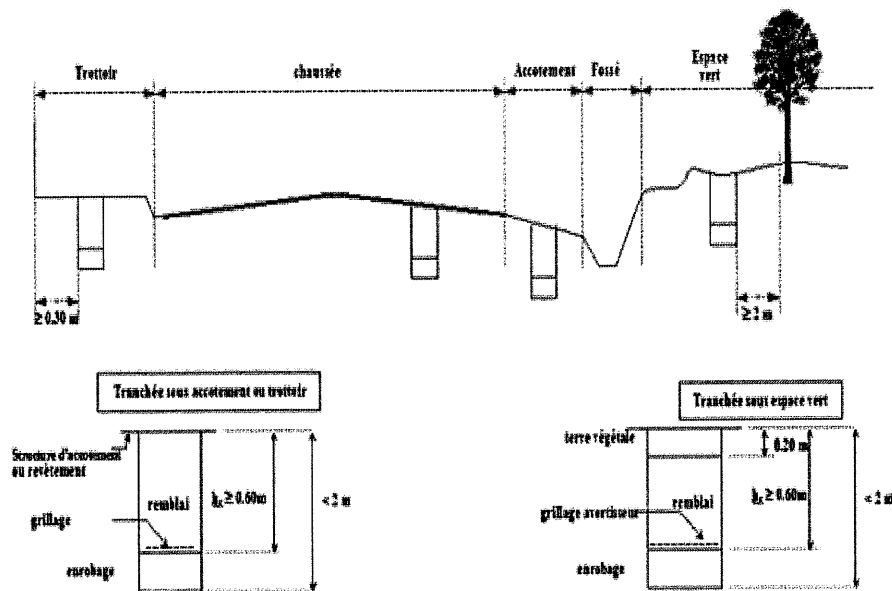 Trottoir
chaussée
Accotement
Fossé
Espace
vert
≥ 0.30 m
≥ 2 m
Tranchée sous accotement ou trottoir
Structure d'accotement
ou revêtement
remblai
grillage
enrobage
hR ≥ 0.60m
< 2 m
Tranchée sous espace vert
terre végétale
0.20 m
remblai
grillage avertisseur
enrobage
hR ≥ 0.60m
< 2 m